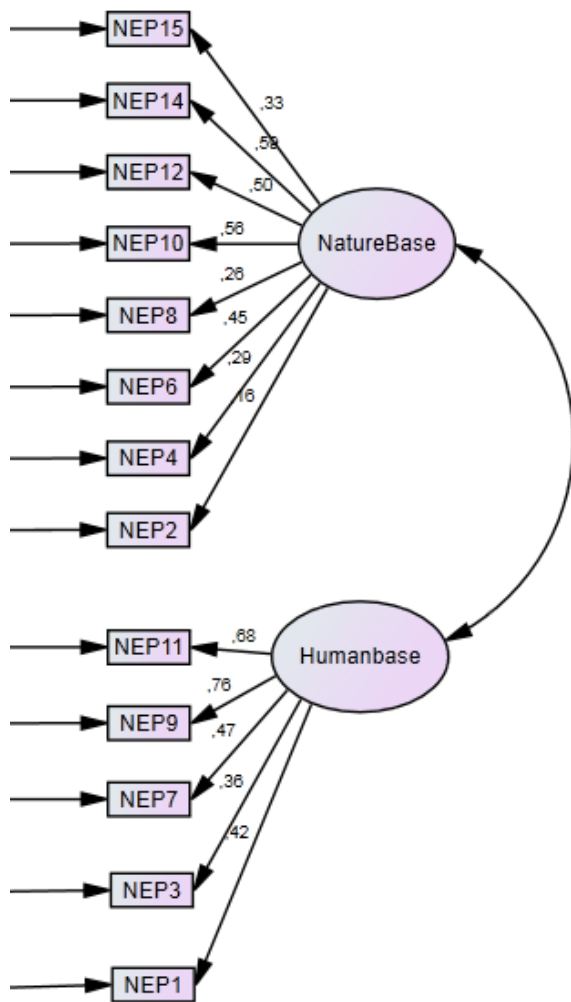 NEP15
,33
NEP14
NEP12
,50
NatureBase
NEP10
,56
NEP8
,26
,45
NEP6
,29
16
NEP4
NEP2
NEP11
,68
Humanbase
,76
NEP9
,47
,36
NEP7
,42
NEP3
NEP1